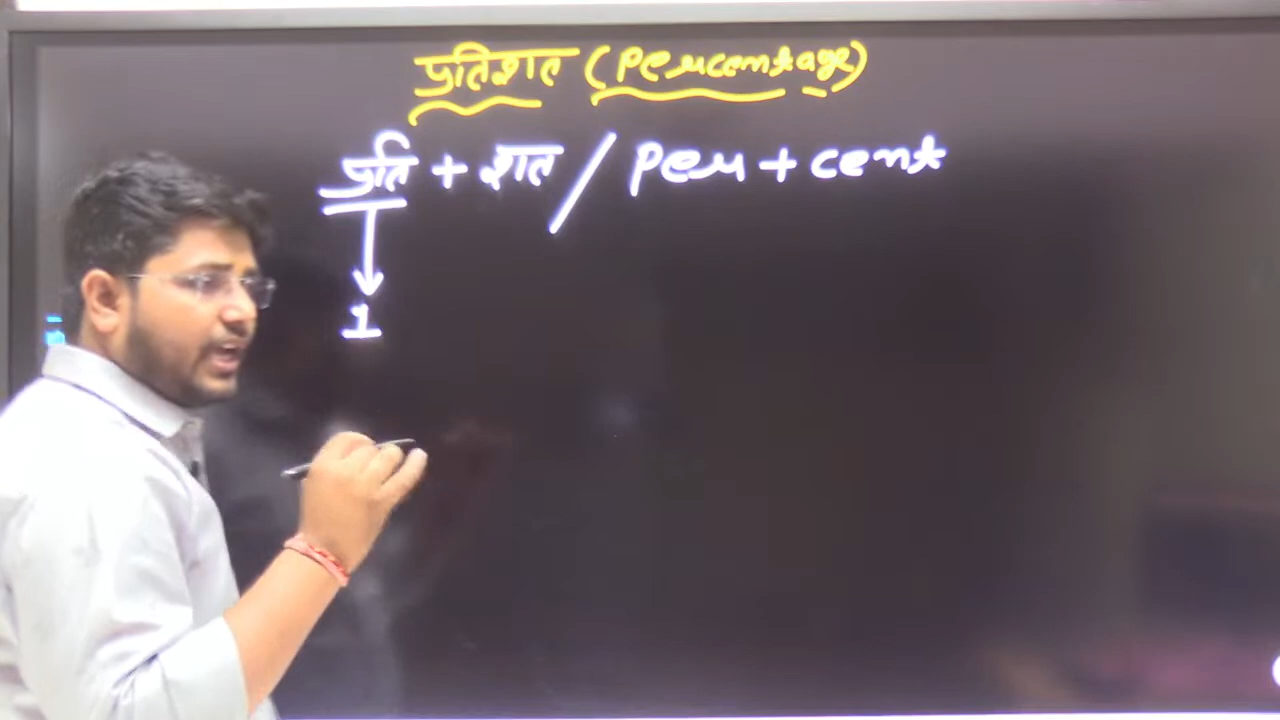 प्रतिशत (Percentage)
प्रति + शत / Per + cent
1